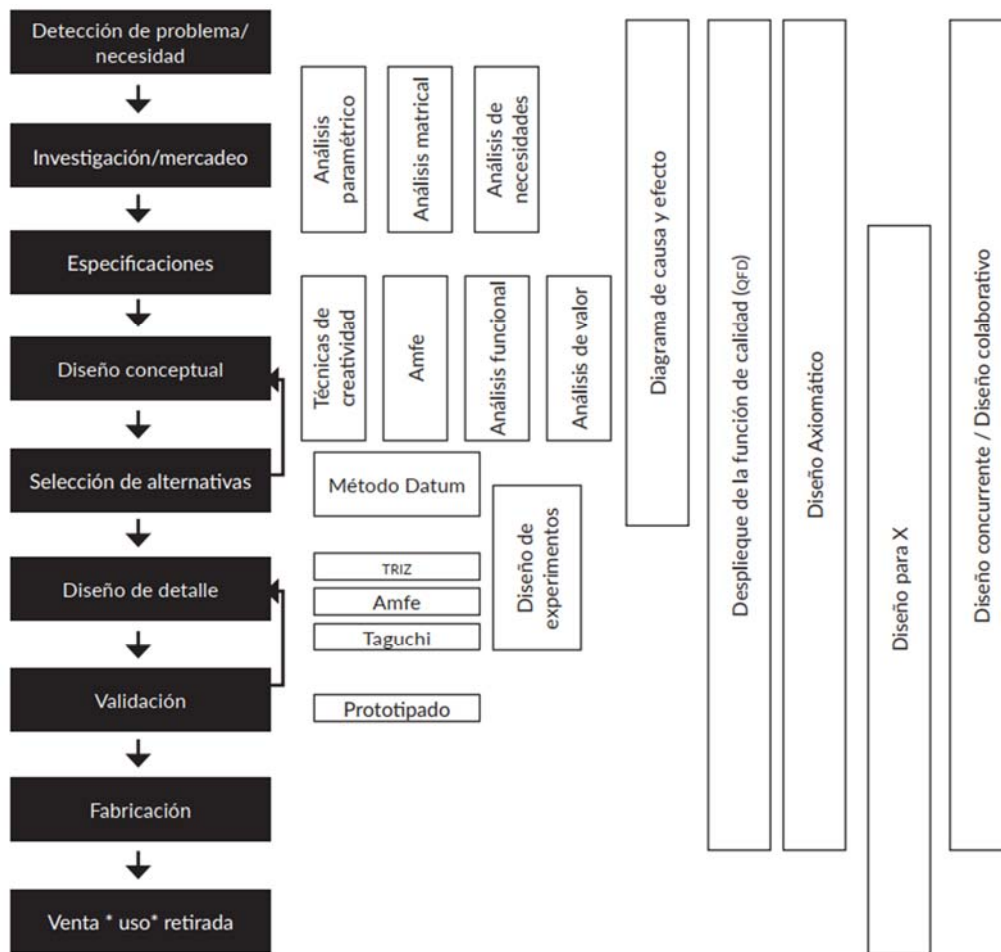 Detección de problema/
necesidad
Investigación/mercadeo
Especificaciones
Diseño conceptual
Selección de alternativas
Diseño de detalle
Validación
Fabricación
Venta * uso* retirada
Análisis
paramétrico
Análisis matrical
Análisis de
necesidades
Técnicas de
creatividad
Amfe
Análisis funcional
Análisis de valor
Método Datum
TRIZ
Amfe
Taguchi
Diseño de
experimentos
Prototipado
Diagrama de causa y efecto
Desplieque de la función de calidad (QFD)
Diseño Axiomático
Diseño para X
Diseño concurrente / Diseño colaborativo